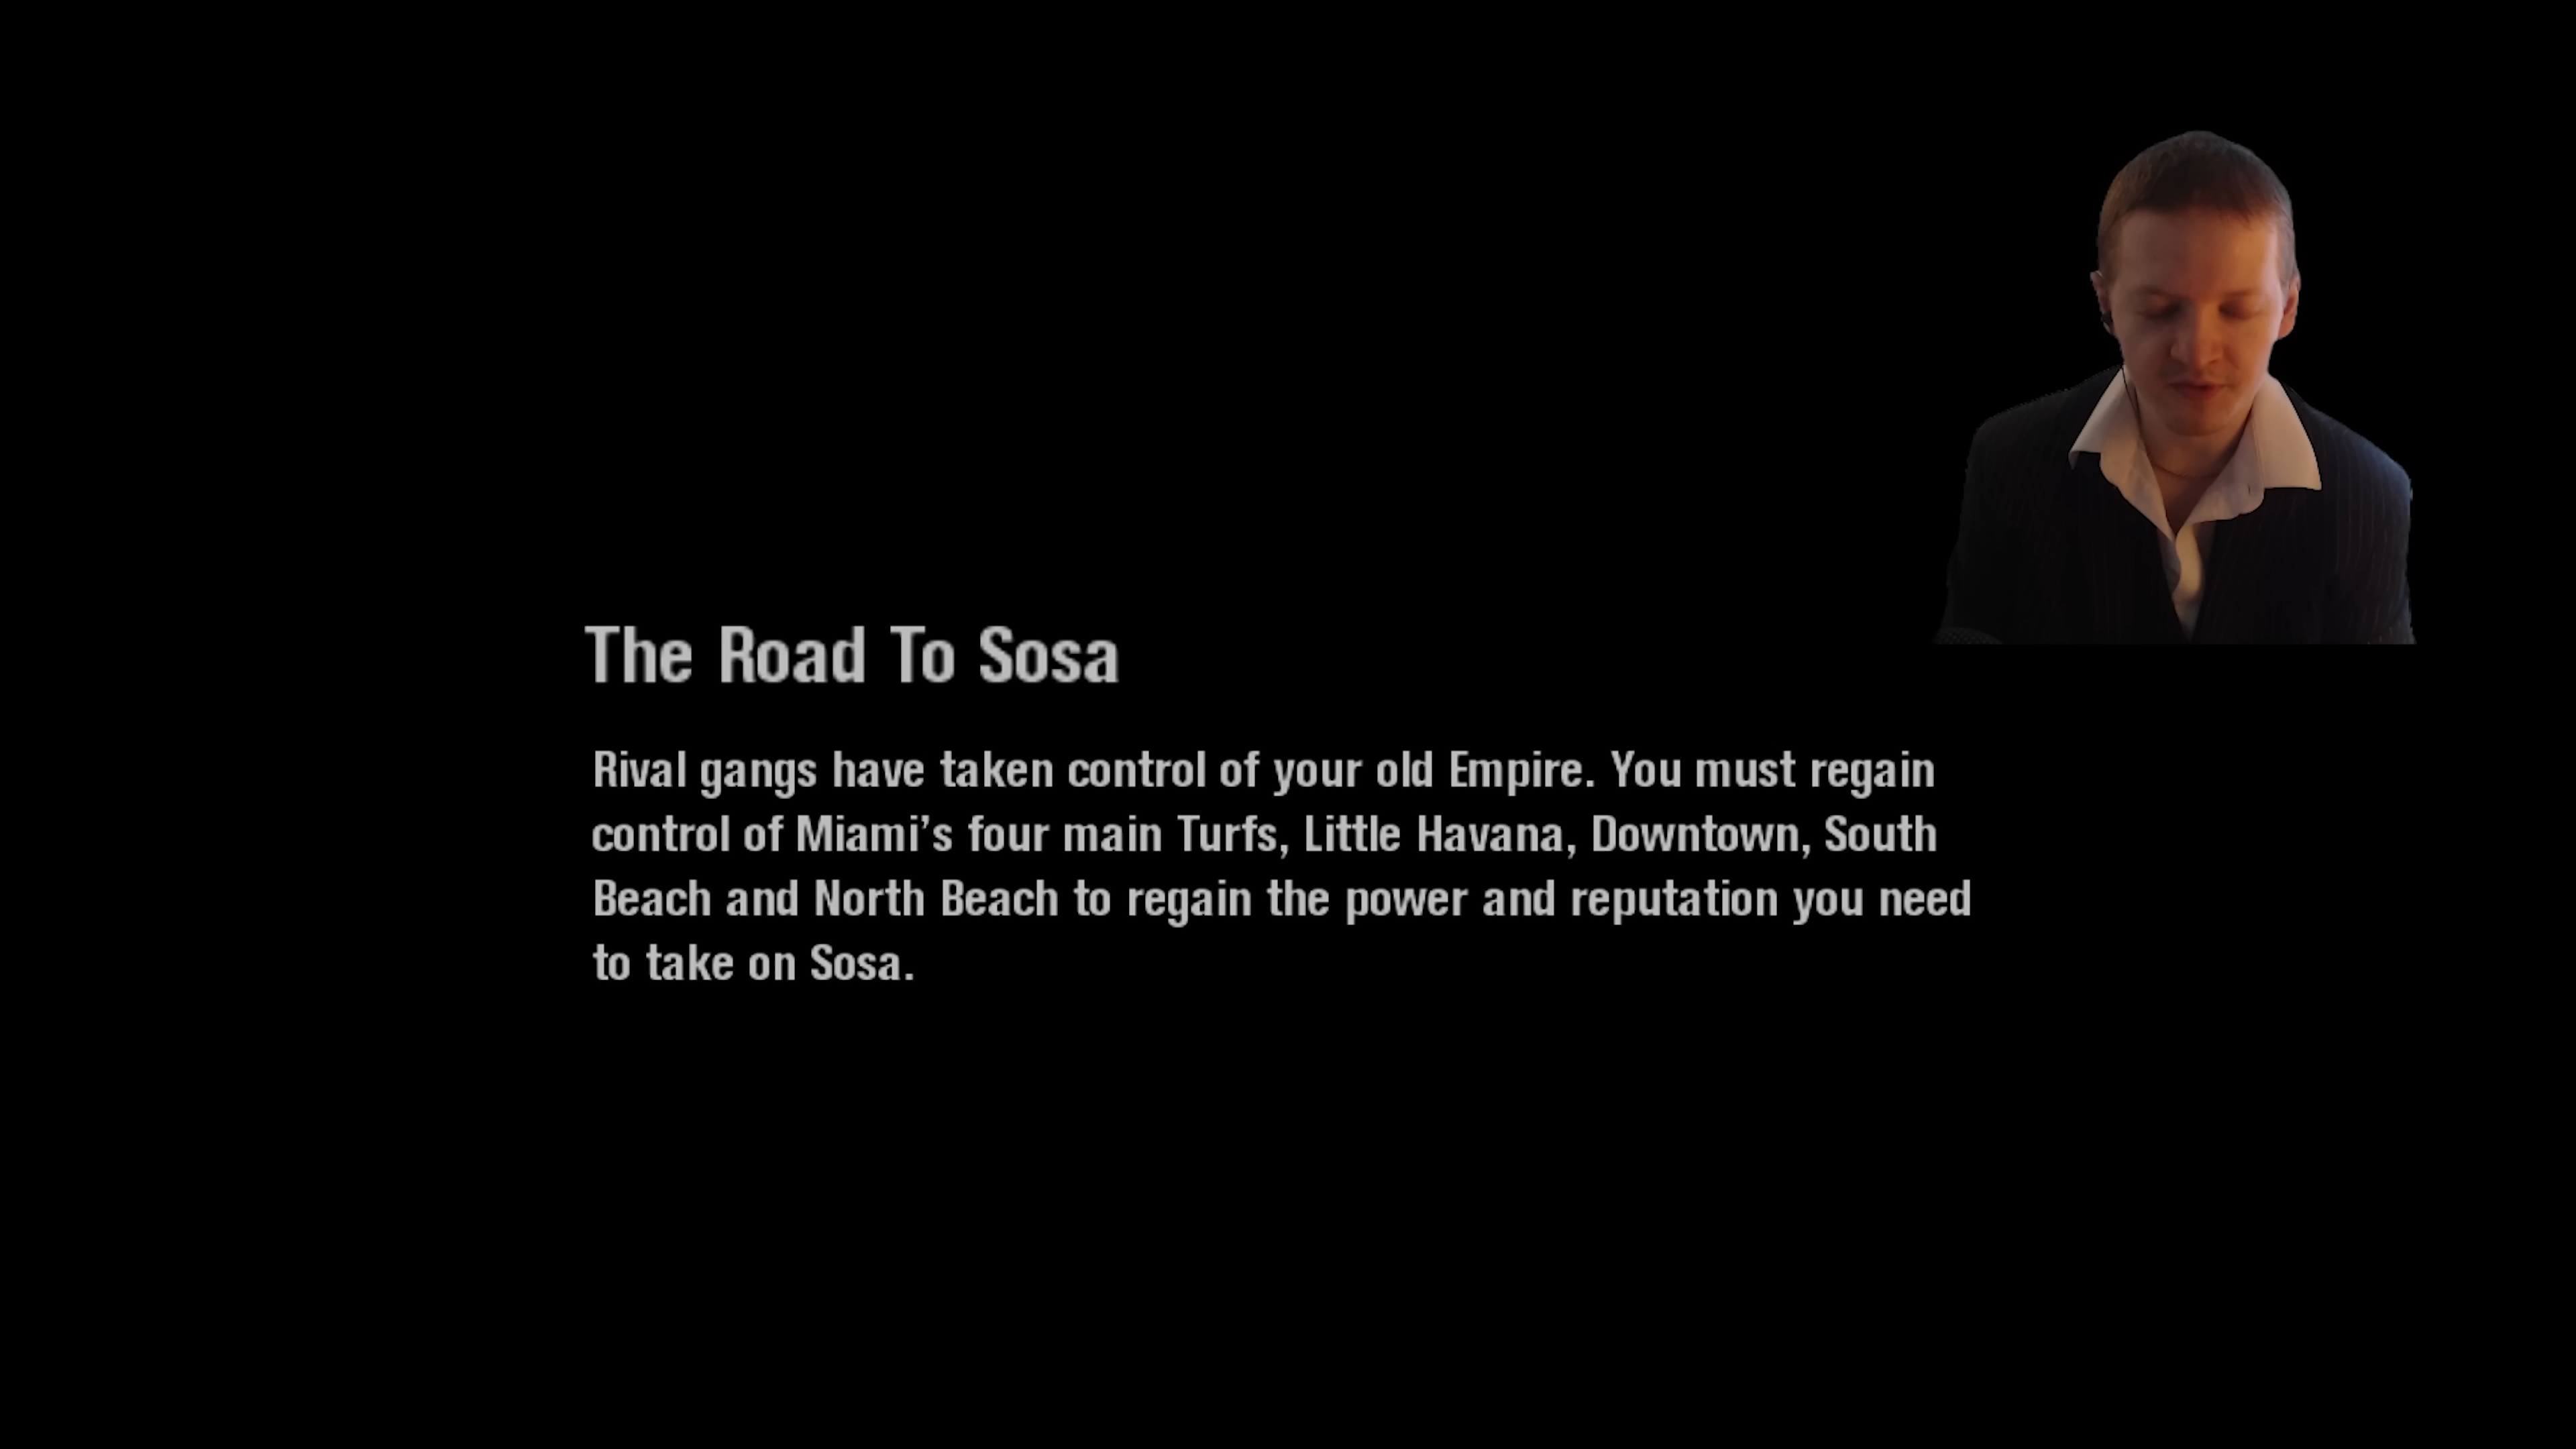 The Road To Sosa
Rival gangs have taken control of your old Empire. You must regain
control of Miami’s four main Turfs, Little Havana, Downtown, South
Beach and North Beach to regain the power and reputation you need
to take on Sosa.